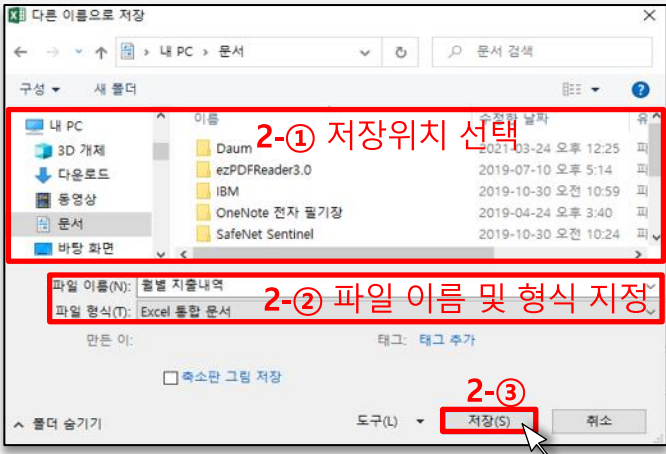 다른 이름으로 저장
내 PC > 문서
문서 검색
구성 새 폴더
이름 수정한 날짜 유
2-① 저장위치 선택
내 PC
3D 개체
다운로드
동영상
문서
바탕 화면
Daum 2021-03-24 오후 12:25 파
ezPDFReader3.0 2019-07-10 오후 5:14 파
IBM 2019-10-30 오전 10:59 파
OneNote 전자 필기장 2019-04-24 오후 3:40 파
SafeNet Sentinel 2019-10-30 오전 10:24 파
파일 이름(N): 월별 지출내역
파일 형식(T): Excel 통합 문서
2-② 파일 이름 및 형식 지정
만든 이: 태그: 태그 추가
축소판 그림 저장
2-③
폴더 숨기기 도구(L) 저장(S) 취소